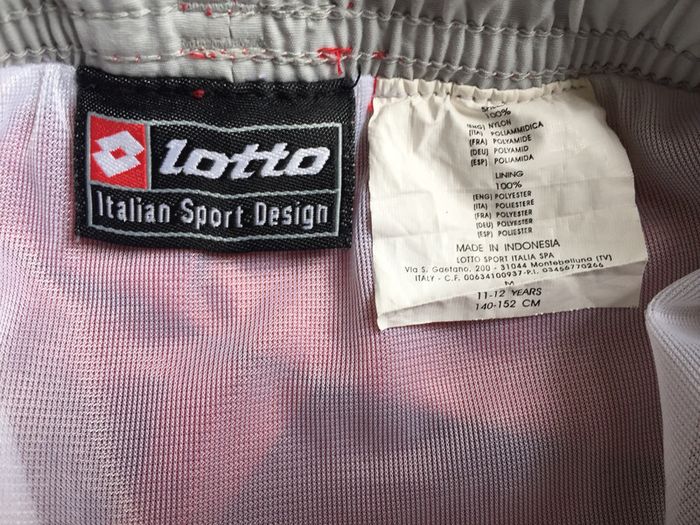 lotto
Italian Sport Design
100%
(ENG) NYLON
(ITA) POLIAMMIDICA
(FRA) POLYAMIDE
(DEU) POLYAMID
(ESP) POLIAMIDA
LINING
100%
(ENG) POLYESTER
(ITA) POLIESTERE
(FRA) POLYESTER
(DEU) POLYESTER
(ESP) POLIESTER
MADE IN INDONESIA
LOTTO SPORT ITALIA SPA
Via S. Gaetano. 200 - 31044 Montebelluna (TV)
ITALY - C.F. 00634100937-P.I. 03456770266
M
11-12 YEARS
140-152 CM